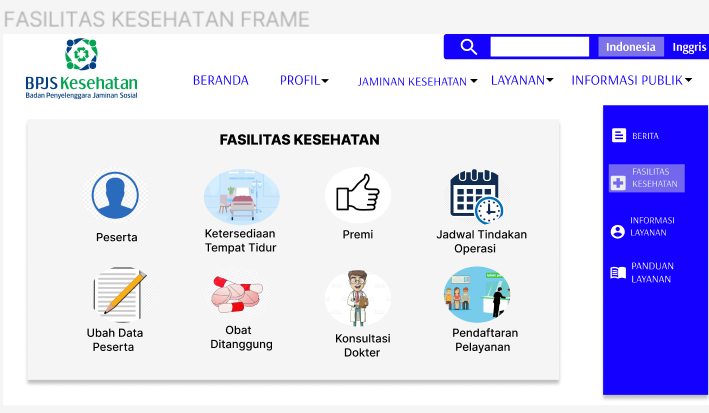 FASILITAS KESEHATAN FRAME
Indonesia Inggris
BPJS Kesehatan
Badan Penyelenggara Jaminan Sosial
BERANDA PROFIL JAMINAN KESEHATAN LAYANAN INFORMASI PUBLIK
FASILITAS KESEHATAN
Peserta
Ketersediaan
Tempat Tidur
Premi
Jadwal Tindakan
Operasi
Ubah Data
Peserta
Obat
Ditanggung
Konsultasi
Dokter
Pendaftaran
Pelayanan
BERITA
FASILITAS
KESEHATAN
INFORMASI
LAYANAN
PANDUAN
LAYANAN